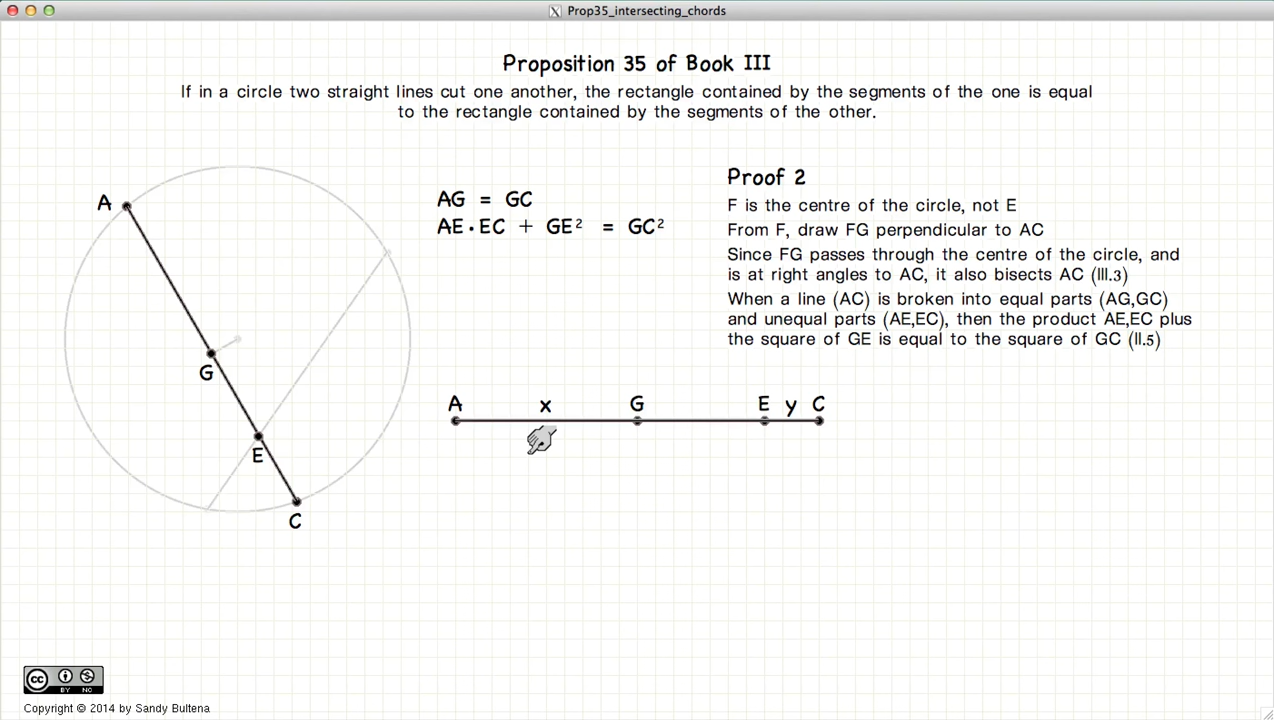 Prop35_intersecting_chords
Proposition 35 of Book III
If in a circle two straight lines cut one another, the rectangle contained by the segments of the one is equal
to the rectangle contained by the segments of the other.
A
G
E
C
AG = GC
AE·EC + GE² = GC²
Proof 2
F is the centre of the circle, not E
From F, draw FG perpendicular to AC
Since FG passes through the centre of the circle, and
is at right angles to AC, it also bisects AC (III.3)
When a line (AC) is broken into equal parts (AG,GC)
and unequal parts (AE,EC), then the product AE,EC plus
the square of GE is equal to the square of GC (II.5)
A x G E y C
cc BY NC
Copyright © 2014 by Sandy Bultena